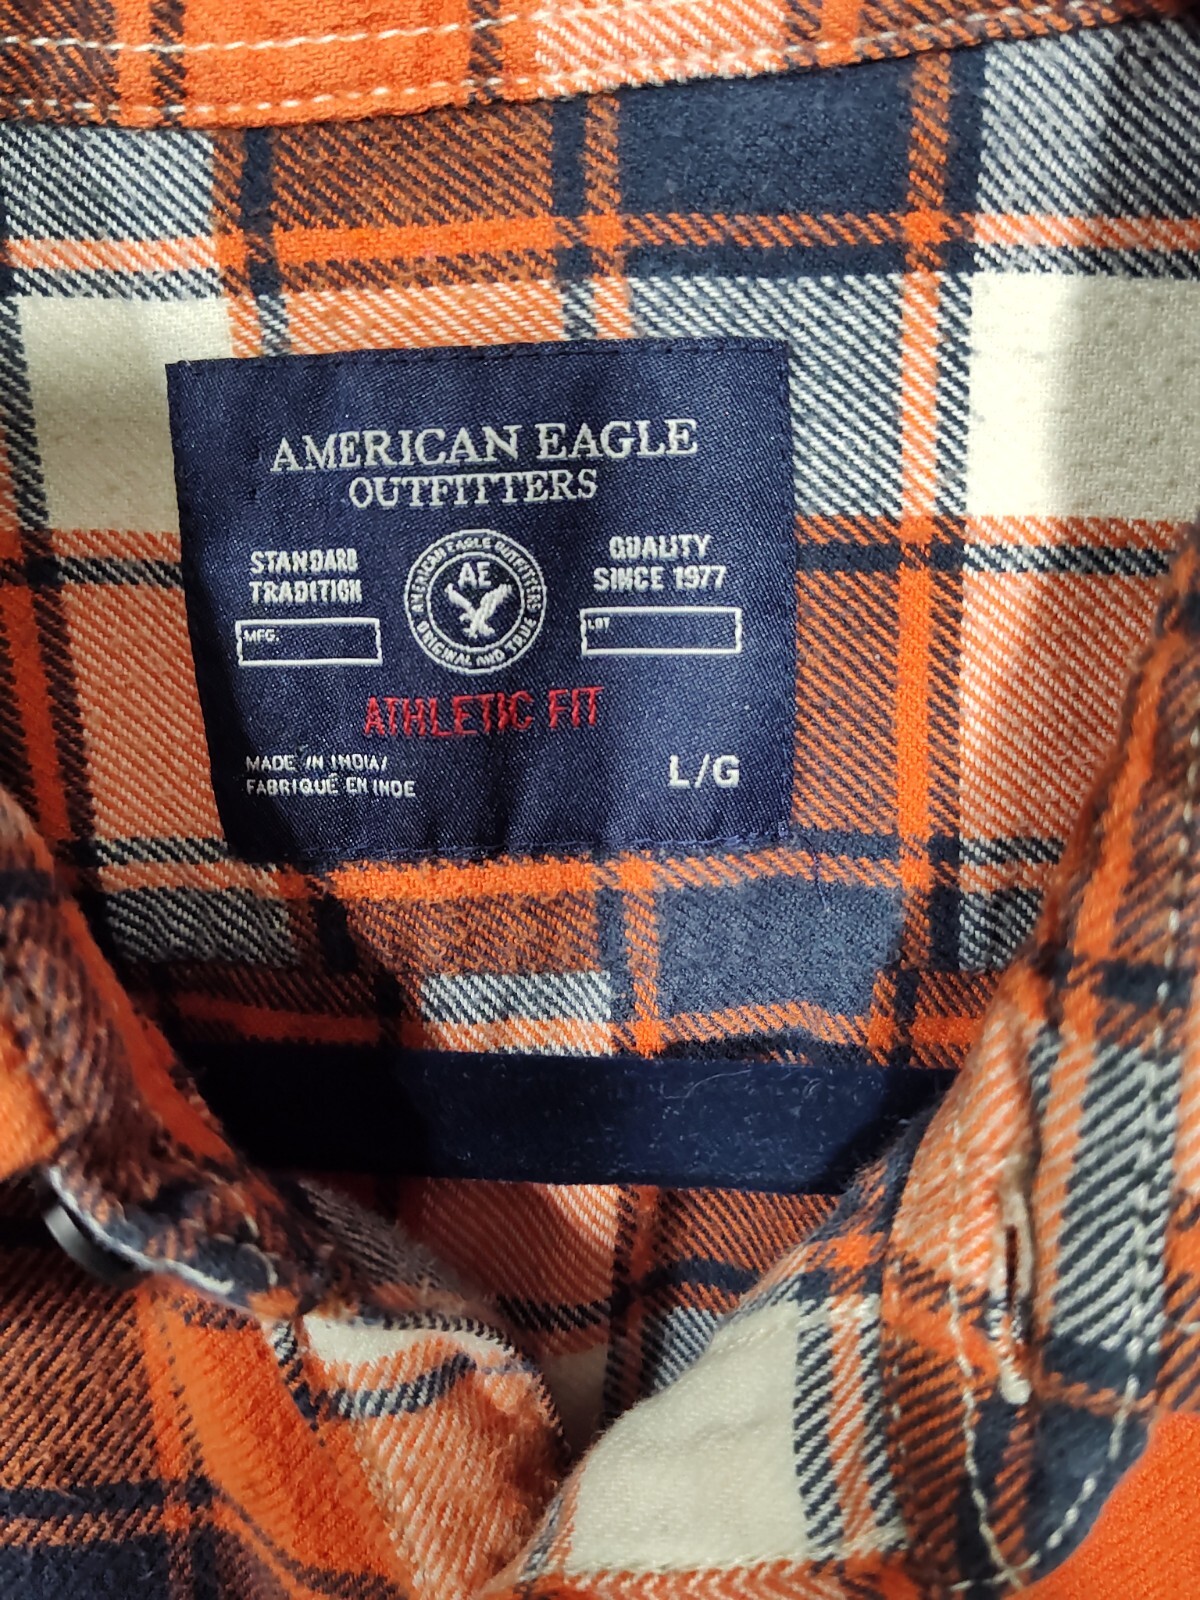 AMERICAN EAGLE
OUTFITTERS
STANDARD
TRADITION
MFG.
AMERICAN EAGLE OUTFITTERS
AE
ORIGINAL AND TRUE
QUALITY
SINCE 1977
LOT
ATHLETIC FIT
MADE IN INDIA/
FABRIQUÉ EN INDE
L/G